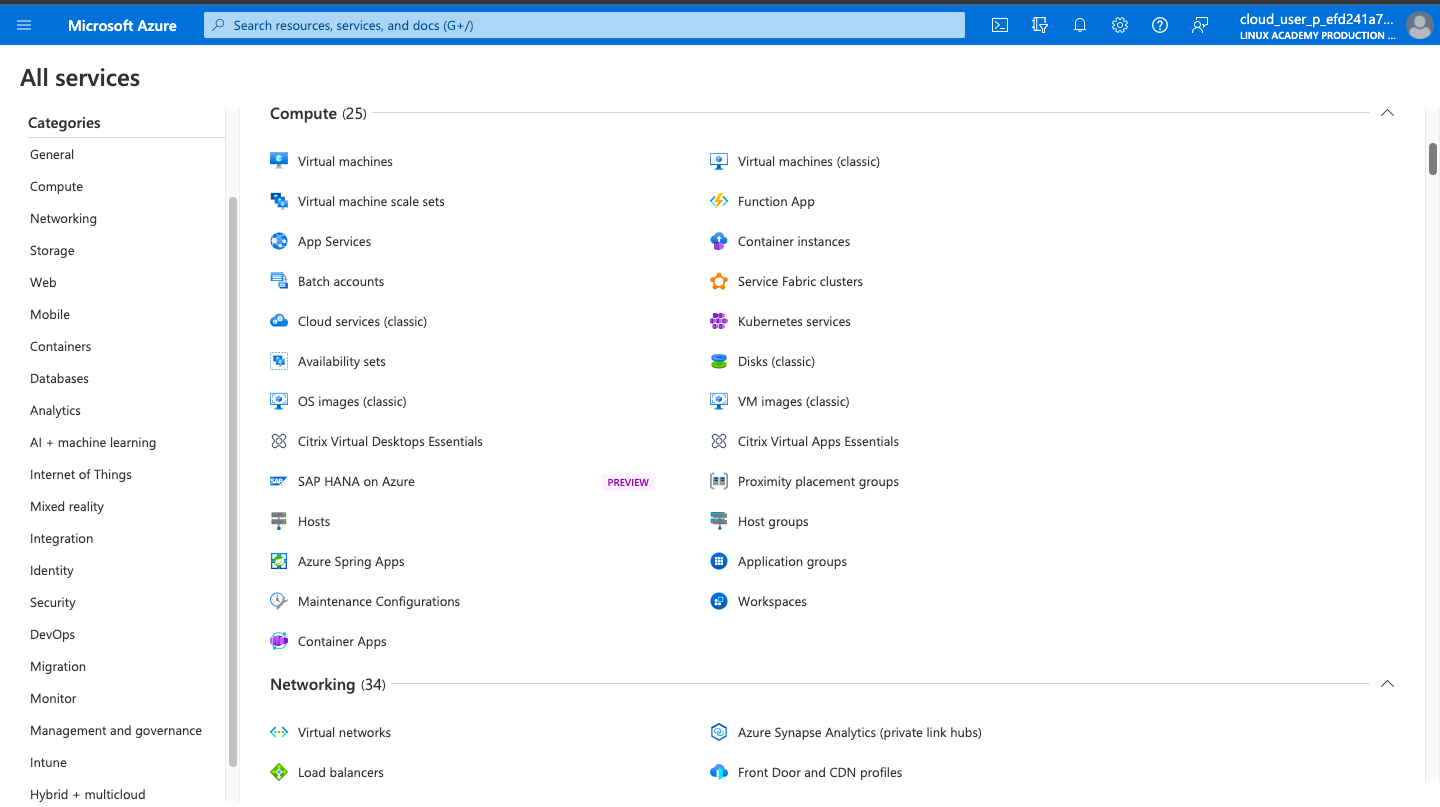 Microsoft Azure
Search resources, services, and docs (G+/)
cloud_user_p_efd241a7...
LINUX ACADEMY PRODUCTION ...
All services
Categories
General
Compute
Networking
Storage
Web
Mobile
Containers
Databases
Analytics
AI + machine learning
Internet of Things
Mixed reality
Integration
Identity
Security
DevOps
Migration
Monitor
Management and governance
Intune
Hybrid + multicloud
Compute (25)
Virtual machines
Virtual machines (classic)
Virtual machine scale sets
Function App
App Services
Container instances
Batch accounts
Service Fabric clusters
Cloud services (classic)
Kubernetes services
Availability sets
Disks (classic)
OS images (classic)
VM images (classic)
Citrix Virtual Desktops Essentials
Citrix Virtual Apps Essentials
SAP
SAP HANA on Azure
PREVIEW
Proximity placement groups
Hosts
Host groups
Azure Spring Apps
Application groups
Maintenance Configurations
Workspaces
Container Apps
Networking (34)
Virtual networks
Azure Synapse Analytics (private link hubs)
Load balancers
Front Door and CDN profiles